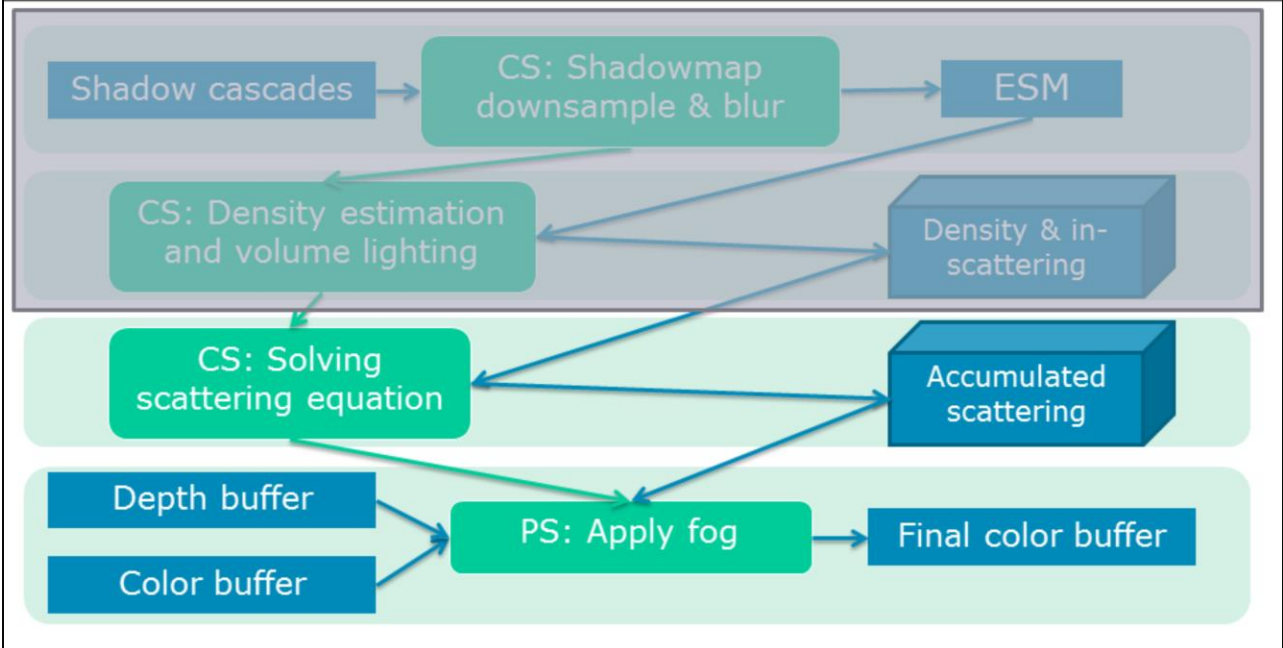 Shadow cascades
CS: Shadowmap
downsample & blur
ESM
CS: Density estimation
and volume lighting
Density & in-
scattering
CS: Solving
scattering equation
Accumulated
scattering
Depth buffer
Color buffer
PS: Apply fog
Final color buffer